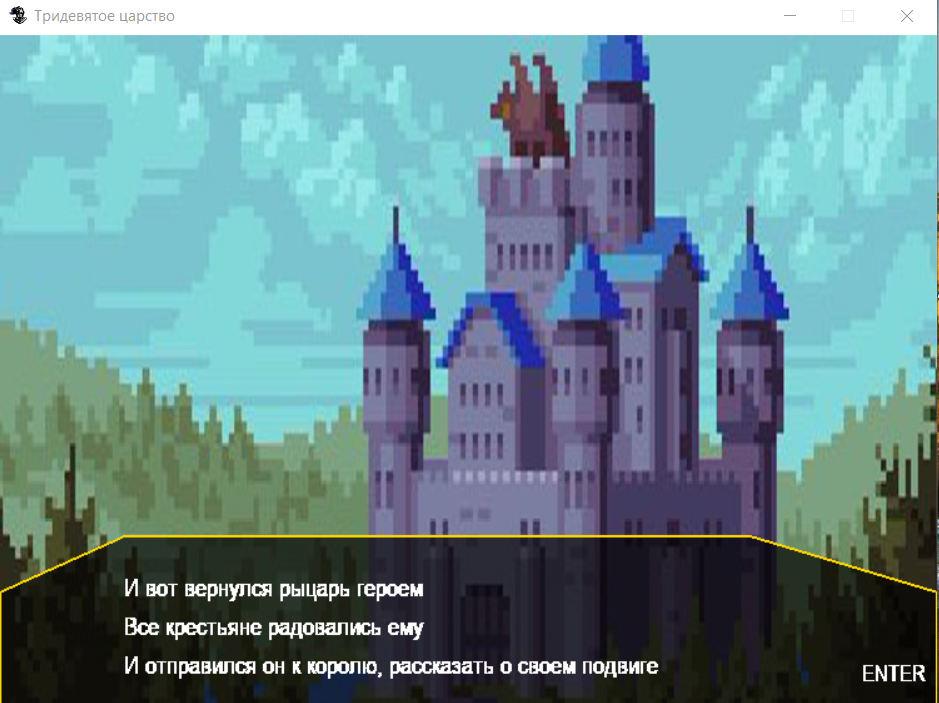 Тридевятое царство
И вот вернулся рыцарь героем
Все крестьяне радовались ему
И отправился он к королю, рассказать о своем подвиге
ENTER